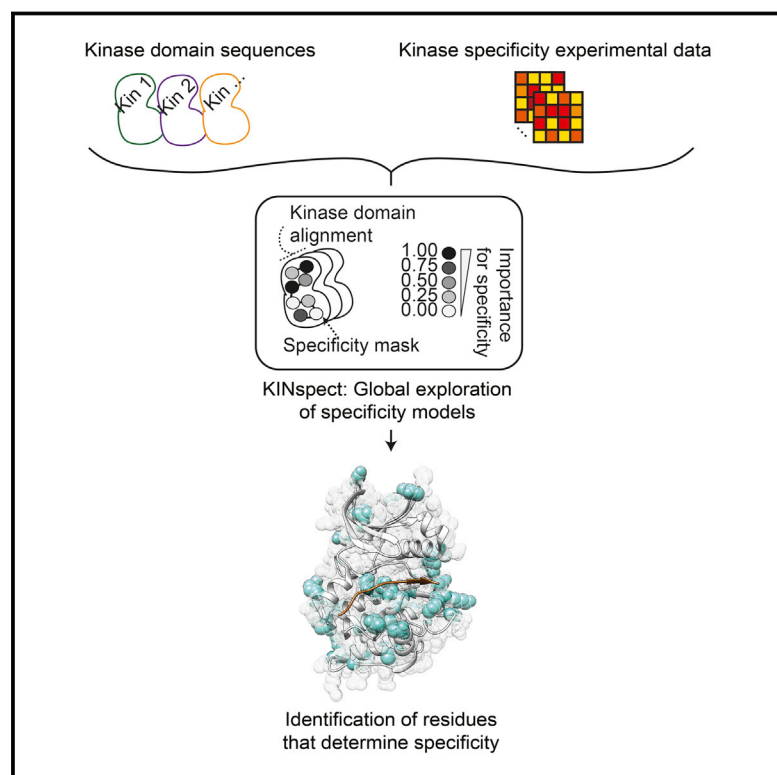 Kinase domain sequences
Kinase specificity experimental data
Kin 1
Kin 2
Kin ...
...
Kinase domain
alignment
1.00
0.75
0.50
0.25
0.00
Importance
for specificity
Specificity mask
KINspect: Global exploration
of specificity models
Identification of residues
that determine specificity